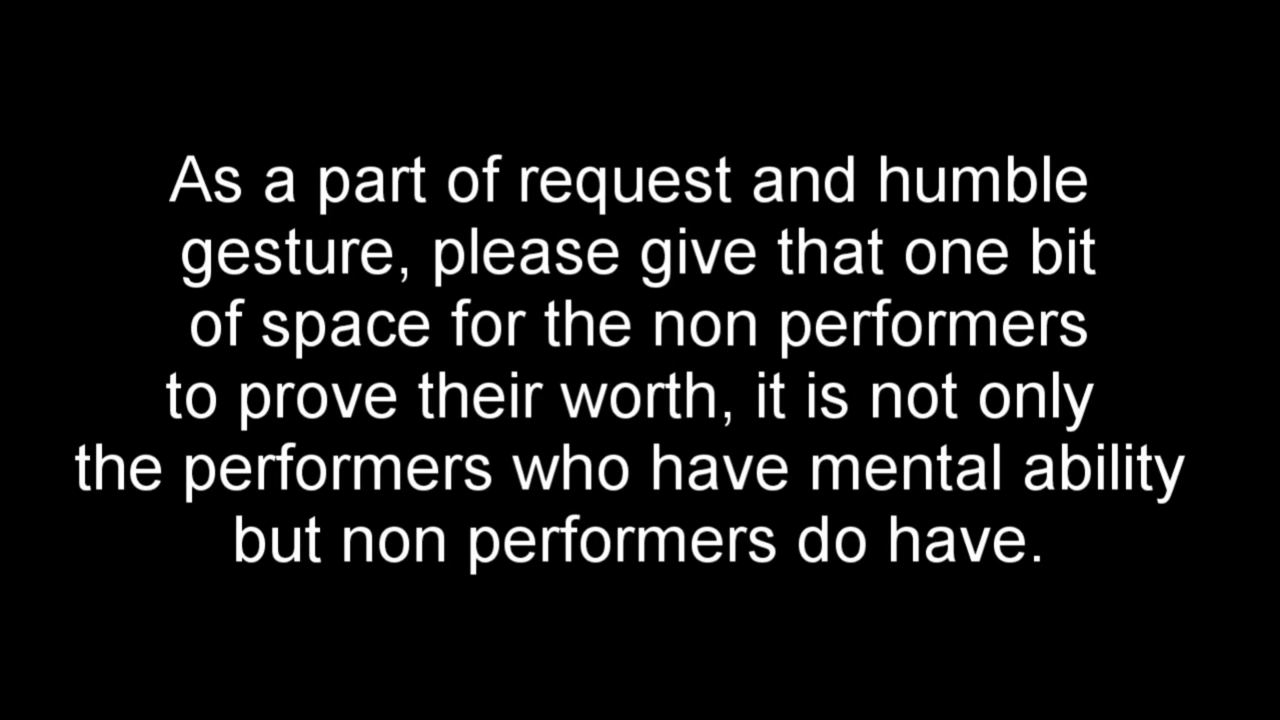 As a part of request and humble
gesture, please give that one bit
of space for the non performers
to prove their worth, it is not only
the performers who have mental ability
but non performers do have.